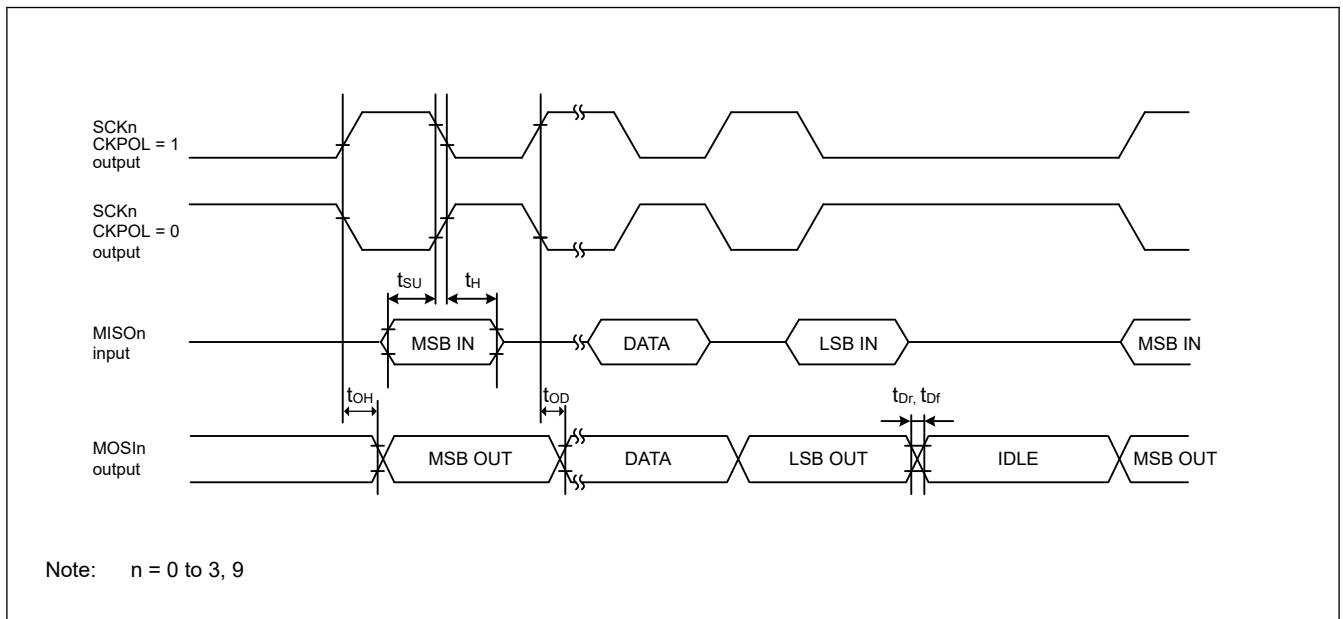 SCKn
CKPOL = 1
output
SCKn
CKPOL = 0
output
tSU
tH
MISOn
input
MSB IN
DATA
LSB IN
MSB IN
tOH
tOD
tDr, tDf
MOSIn
output
MSB OUT
DATA
LSB OUT
IDLE
MSB OUT
Note: n = 0 to 3, 9